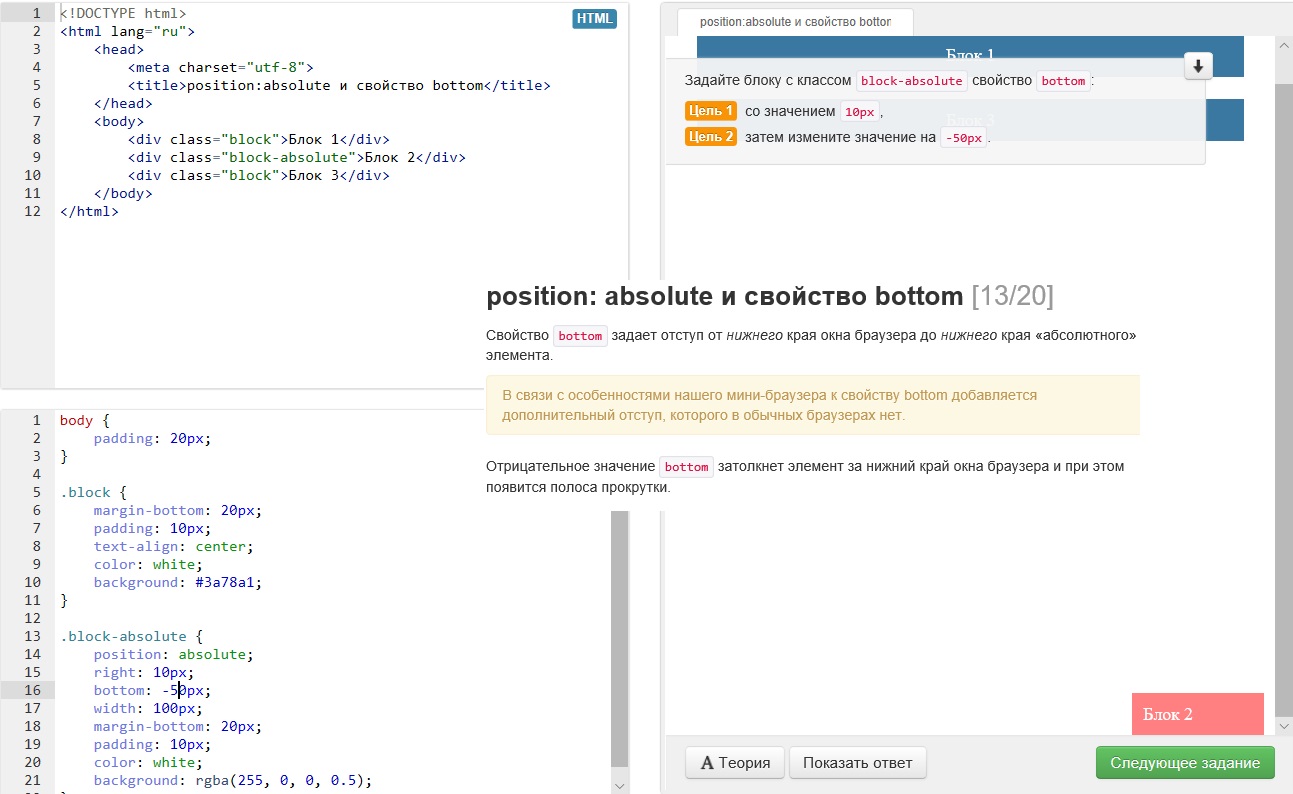 1 <!DOCTYPE html>
2 <html lang="ru">
3 <head>
4 <meta charset="utf-8">
5 <title>position:absolute и свойство bottom</title>
6 </head>
7 <body>
8 <div class="block">Блок 1</div>
9 <div class="block-absolute">Блок 2</div>
10 <div class="block">Блок 3</div>
11 </body>
12 </html>
HTML
position:absolute и свойство bottor
Блок 1
Задайте блоку с классом block-absolute свойство bottom:
Цель 1 со значением 10px,
Блок 3
Цель 2 затем измените значение на -50px.
position: absolute и свойство bottom [13/20]
Свойство bottom задает отступ от нижнего края окна браузера до нижнего края «абсолютного»
элемента.
В связи с особенностями нашего мини-браузера к свойству bottom добавляется
дополнительный отступ, которого в обычных браузерах нет.
Отрицательное значение bottom затолкнет элемент за нижний край окна браузера и при этом
появится полоса прокрутки.
1 body {
2 padding: 20px;
3 }
4
5 .block {
6 margin-bottom: 20px;
7 padding: 10px;
8 text-align: center;
9 color: white;
10 background: #3a78a1;
11 }
12
13 .block-absolute {
14 position: absolute;
15 right: 10px;
16 bottom: -50px;
17 width: 100px;
18 margin-bottom: 20px;
19 padding: 10px;
20 color: white;
21 background: rgba(255, 0, 0, 0.5);
Блок 2
А Теория
Показать ответ
Следующее задание